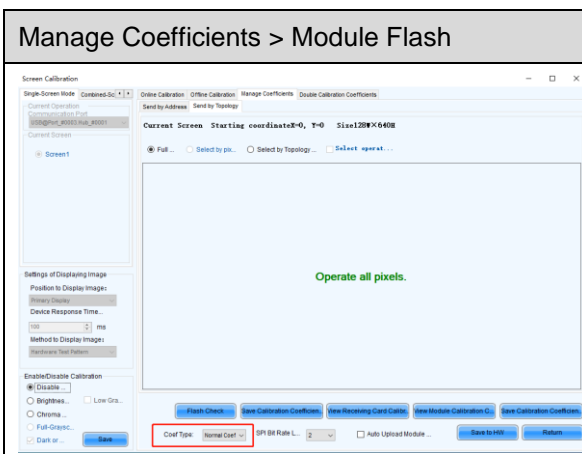 Manage Coefficients > Module Flash
Screen Calibration
Single-Screen Mode Combined-Sc
Online Calibration Offline Calibration Manage Coefficients Double Calibration Coefficients
Current Operation
Send by Address Send by Topology
Communication Port
USB@Port_#0003.Hub_#0001
Current Screen Starting coordinateX=0, Y=0 Size128W×640H
Current Screen
Full ... Select by pix... Select by Topology ... Select operat...
Screen1
Operate all pixels.
Settings of Displaying Image
Position to Display Image:
Primary Display
Device Response Time...
100 ms
Method to Display Image:
Hardware Test Pattern
Enable/Disable Calibration
Disable ...
Brightnes... Low Gra...
Chroma ...
Full-Graysc...
Dark or ... Save
Flash Check Save Calibration Coefficien... View Receiving Card Calibr... View Module Calibration C... Save Calibration Coefficien...
Coef Type: Normal Coef SPI Bit Rate L... 2 Auto Upload Module ... Save to HW Return